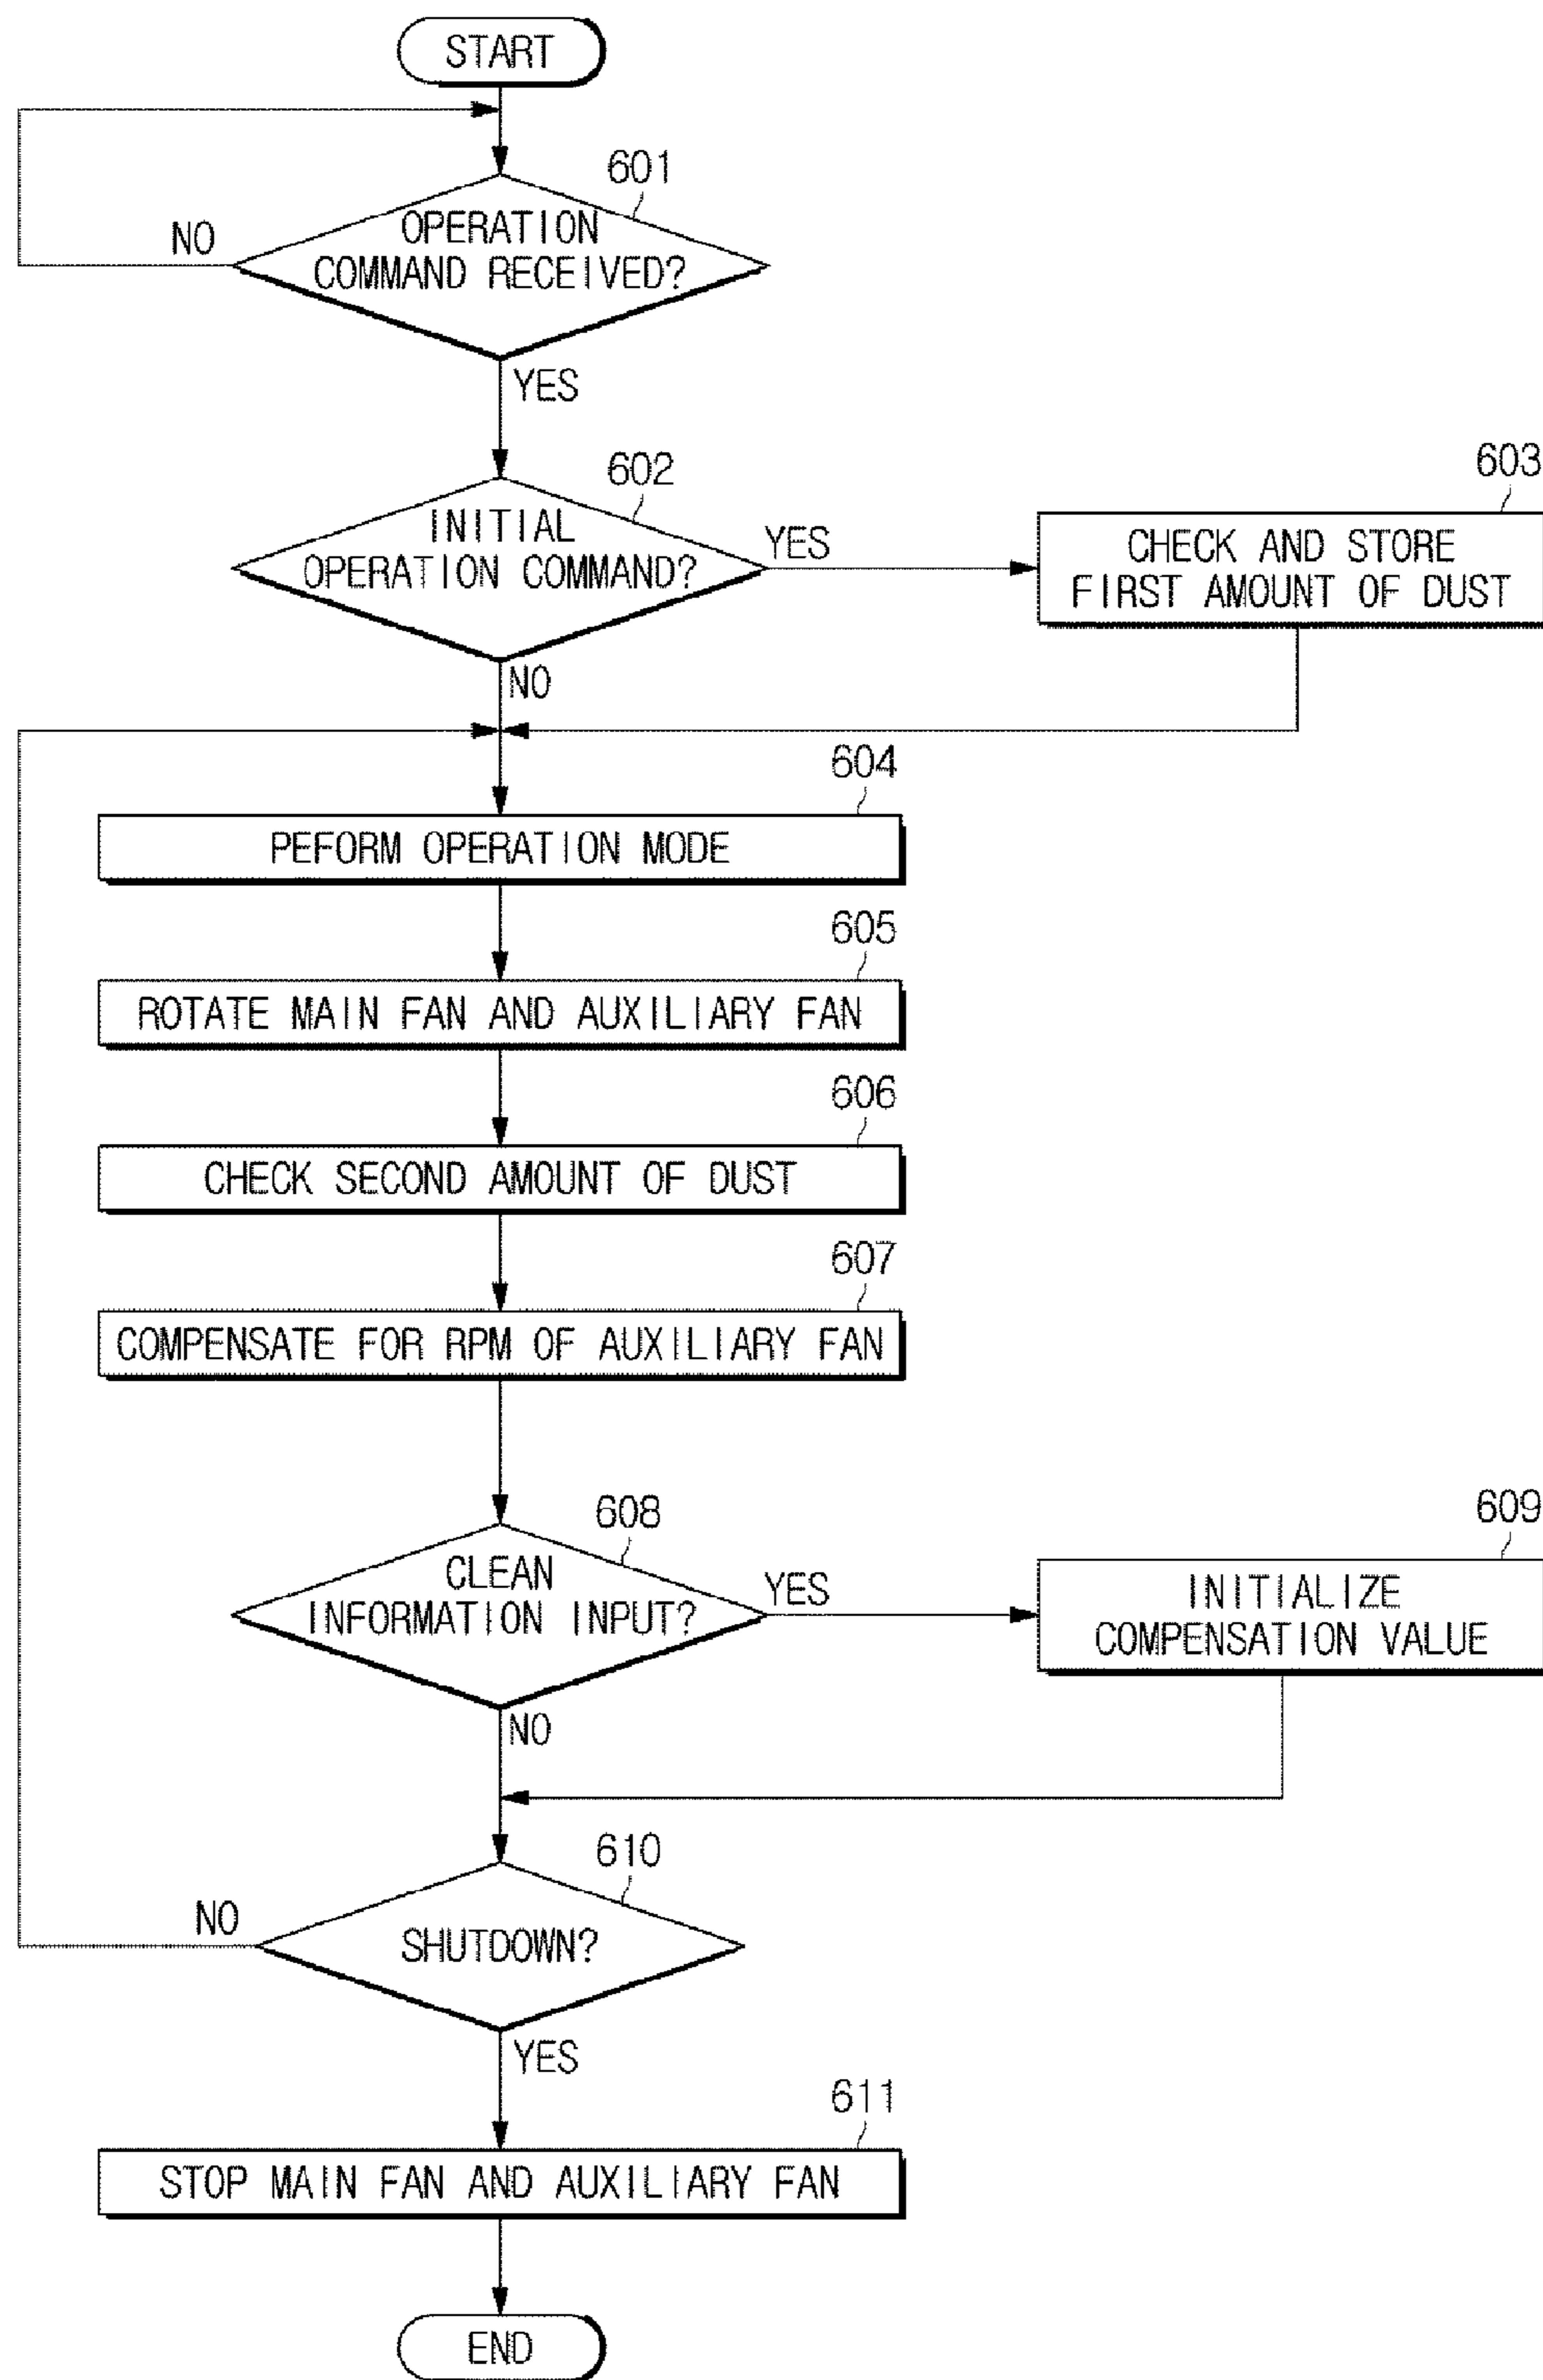 START
601
OPERATION
COMMAND RECEIVED?
NO
YES
602
INITIAL
OPERATION COMMAND?
YES
603
CHECK AND STORE
FIRST AMOUNT OF DUST
NO
604
PEFORM OPERATION MODE
605
ROTATE MAIN FAN AND AUXILIARY FAN
606
CHECK SECOND AMOUNT OF DUST
607
COMPENSATE FOR RPM OF AUXILIARY FAN
608
CLEAN
INFORMATION INPUT?
YES
609
INITIALIZE
COMPENSATION VALUE
NO
610
SHUTDOWN?
NO
YES
611
STOP MAIN FAN AND AUXILIARY FAN
END